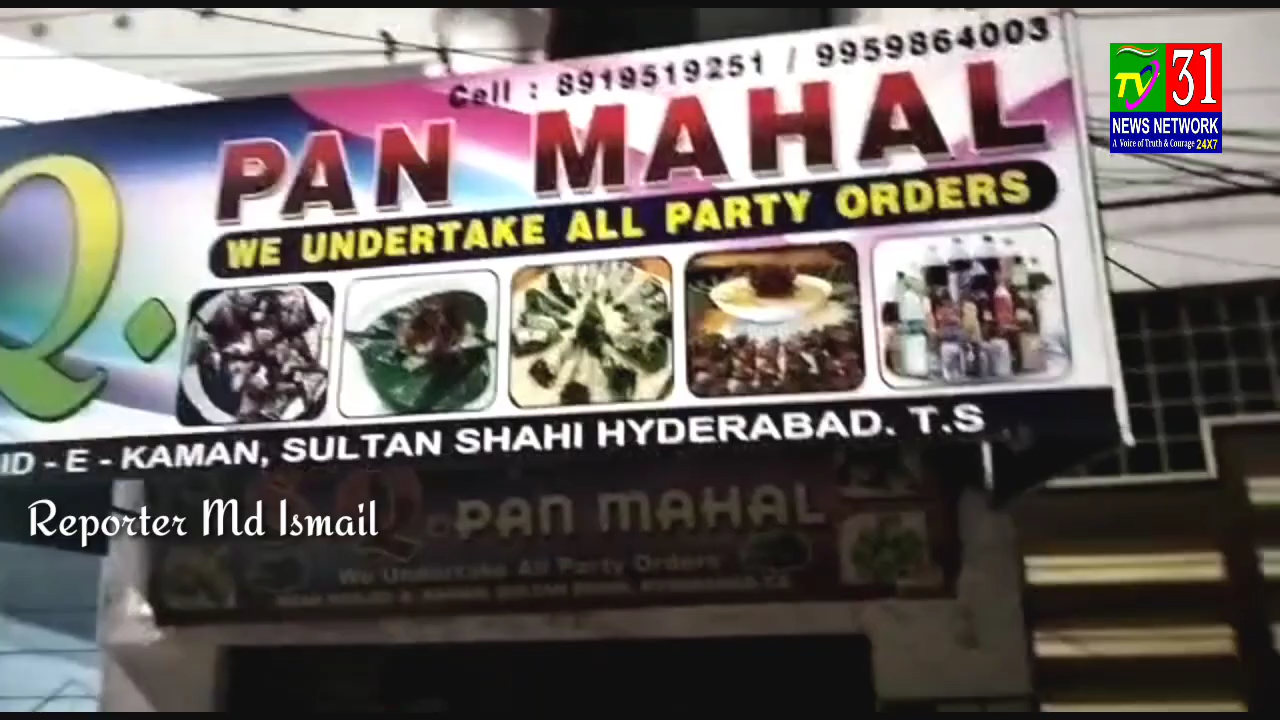 Cell : 8919519251 / 9959864003
Q. PAN MAHAL
WE UNDERTAKE ALL PARTY ORDERS
ID - E - KAMAN, SULTAN SHAHI HYDERABAD. T.S
TV 31
NEWS NETWORK
A Voice of Truth & Courage 24X7
Reporter Md Ismail
Q. PAN MAHAL
We Undertake All Party Orders